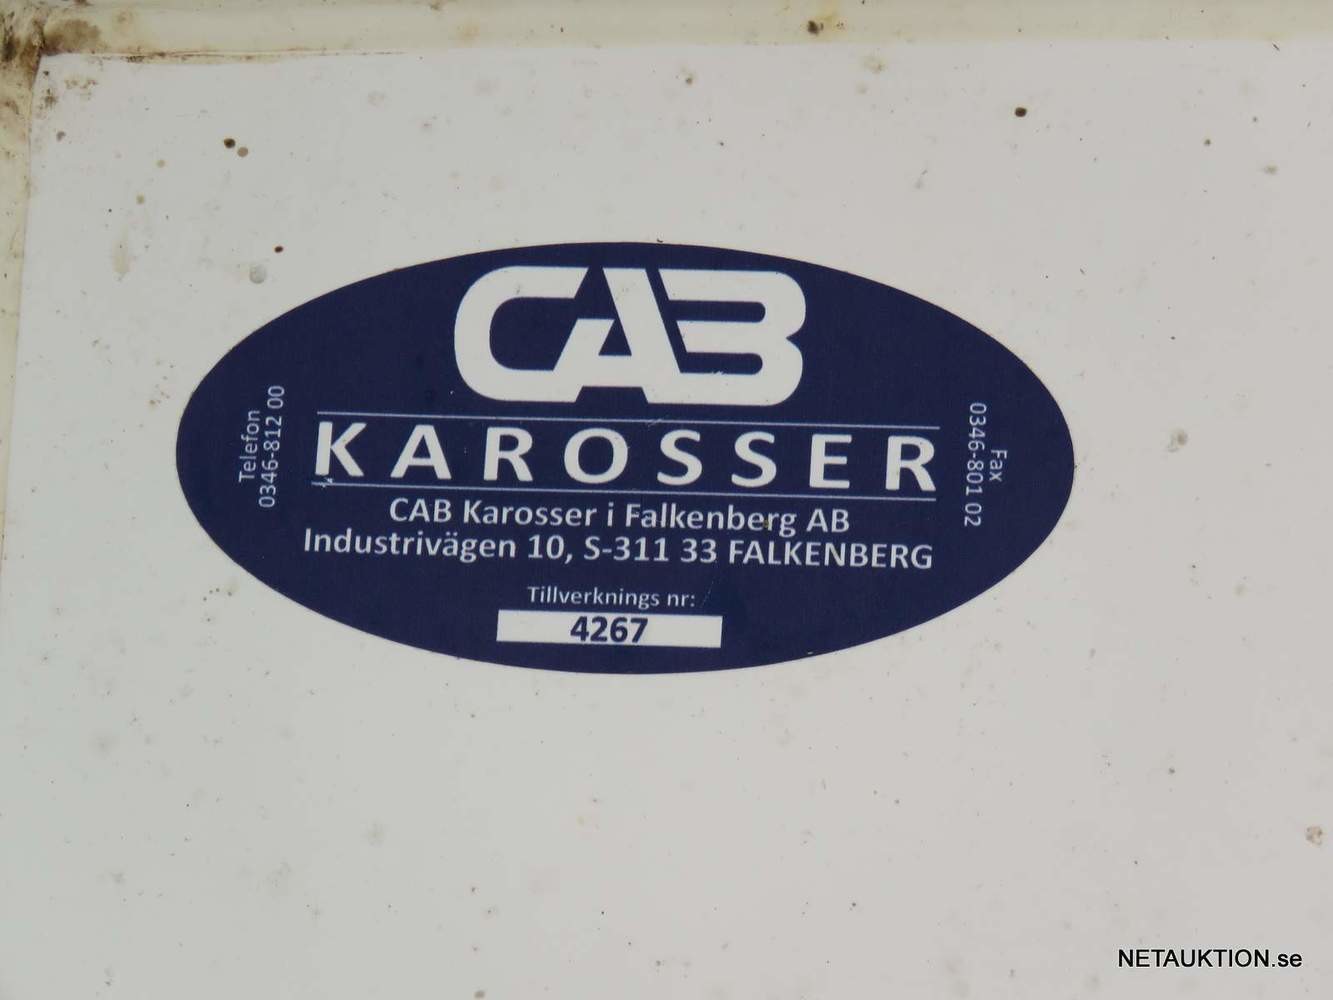 CAB
KAROSSER
CAB Karosser i Falkenberg AB
Industrivägen 10, S-311 33 FALKENBERG
Telefon
0346-812 00
Fax
0346-801 02
Tillverknings nr:
4267
NETAUKTION.se